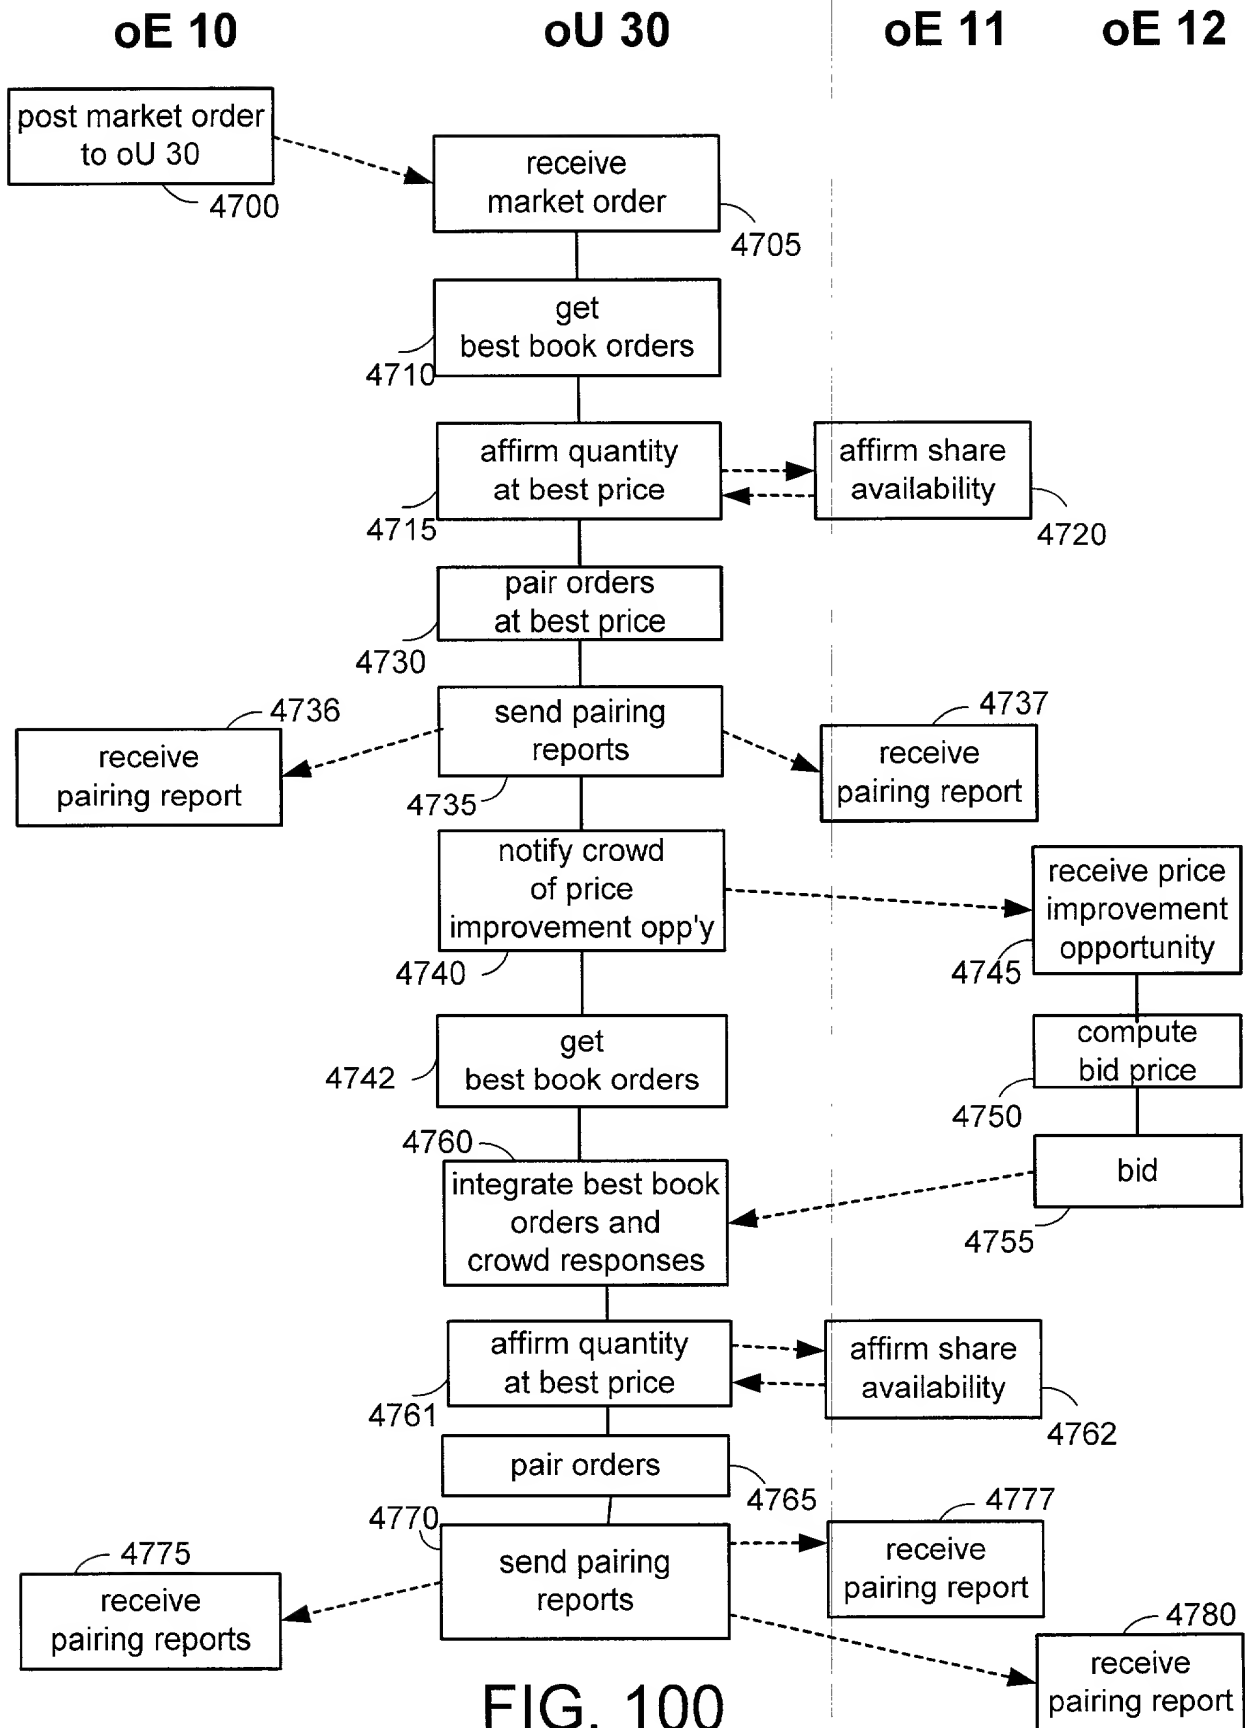 oE 10
oU 30
oE 11
oE 12
post market order
to oU 30
4700
receive
market order
4705
get
best book orders
4710
affirm quantity
at best price
4715
affirm share
availability
4720
pair orders
at best price
4730
send pairing
reports
4735
4736
receive
pairing report
4737
receive
pairing report
notify crowd
of price
improvement opp'y
4740
receive price
improvement
opportunity
4745
get
best book orders
4742
compute
bid price
4750
bid
4755
4760
integrate best book
orders and
crowd responses
affirm quantity
at best price
4761
affirm share
availability
4762
pair orders
4765
4770
send pairing
reports
4775
receive
pairing reports
4777
receive
pairing report
4780
receive
pairing report
FIG. 100